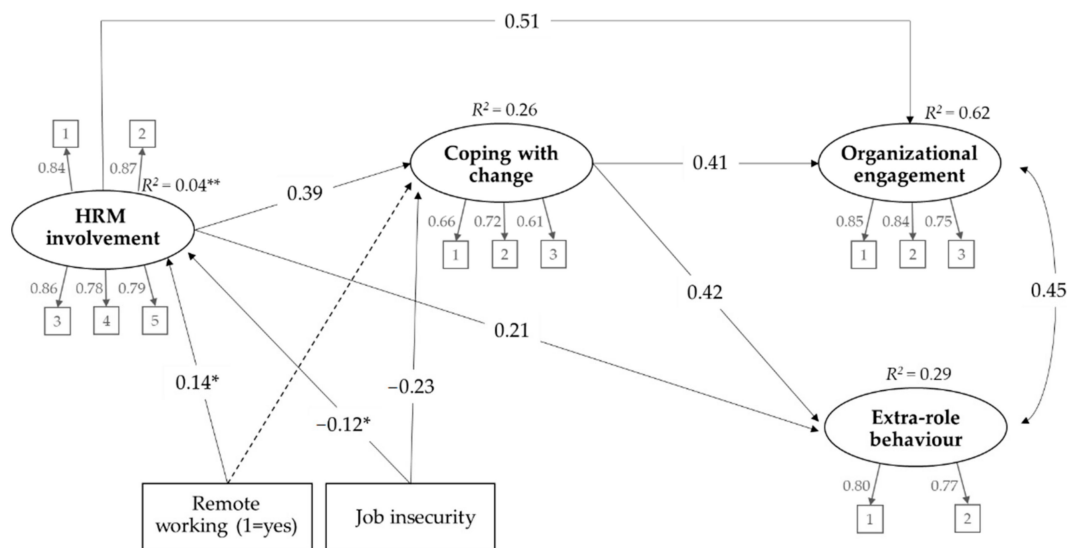 0.51
R² = 0.26
R² = 0.62
1
2
Coping with
change
Organizational
engagement
0.84
0.87
0.41
R² = 0.04**
0.39
HRM
involvement
0.66
0.72
0.61
0.85
0.84
0.75
1
2
3
1
2
3
0.86
0.78
0.79
0.42
0.45
3
4
5
0.21
0.14*
−0.23
R² = 0.29
−0.12*
Extra-role
behaviour
0.80
0.77
Remote
working (1=yes)
Job insecurity
1
2